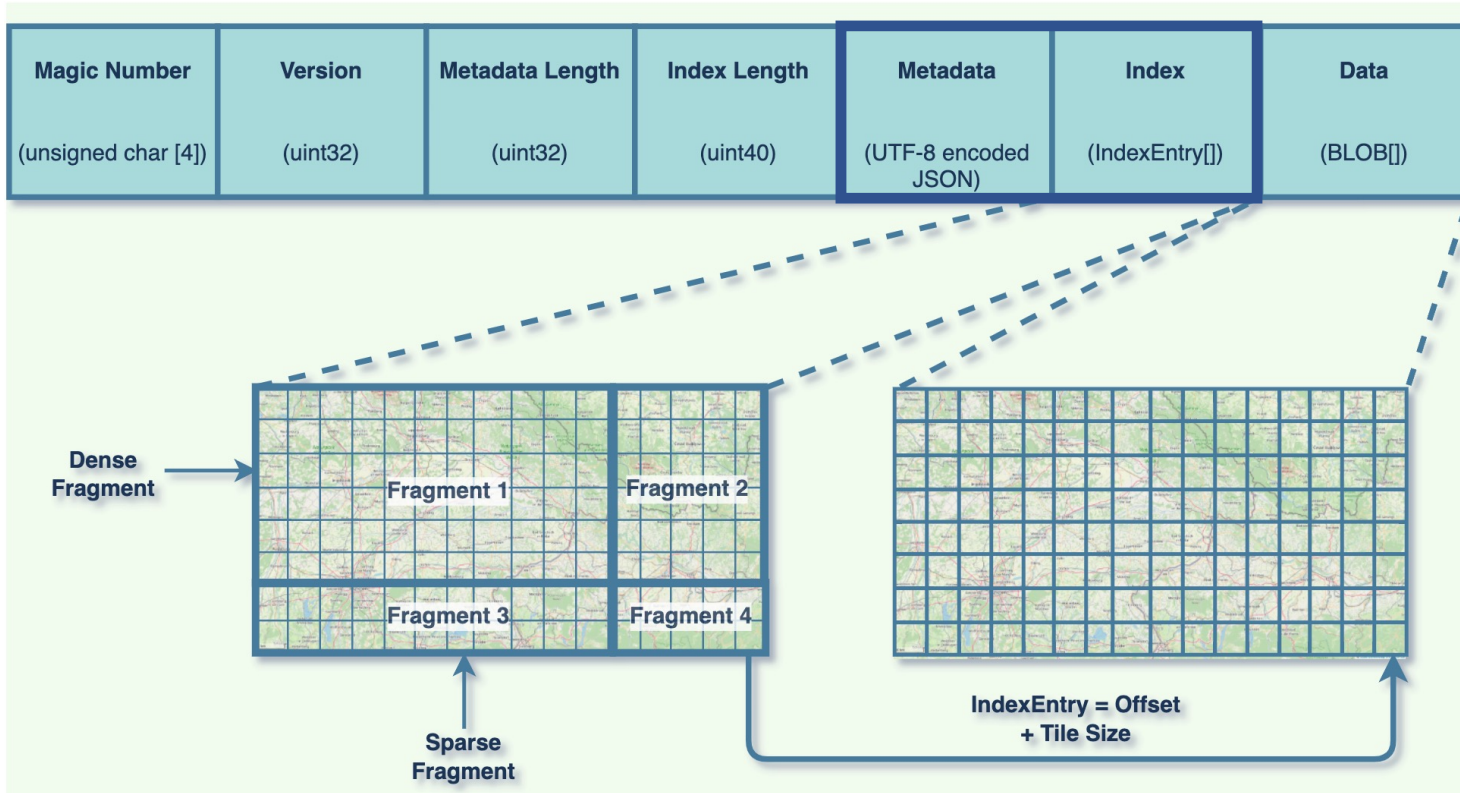 Magic Number
(unsigned char [4])
Version
(uint32)
Metadata Length
(uint32)
Index Length
(uint40)
Metadata
(UTF-8 encoded
JSON)
Index
(IndexEntry[])
Data
(BLOB[])
Dense
Fragment
Fragment 1
Fragment 2
Fragment 3
Fragment 4
Sparse
Fragment
IndexEntry = Offset
+ Tile Size